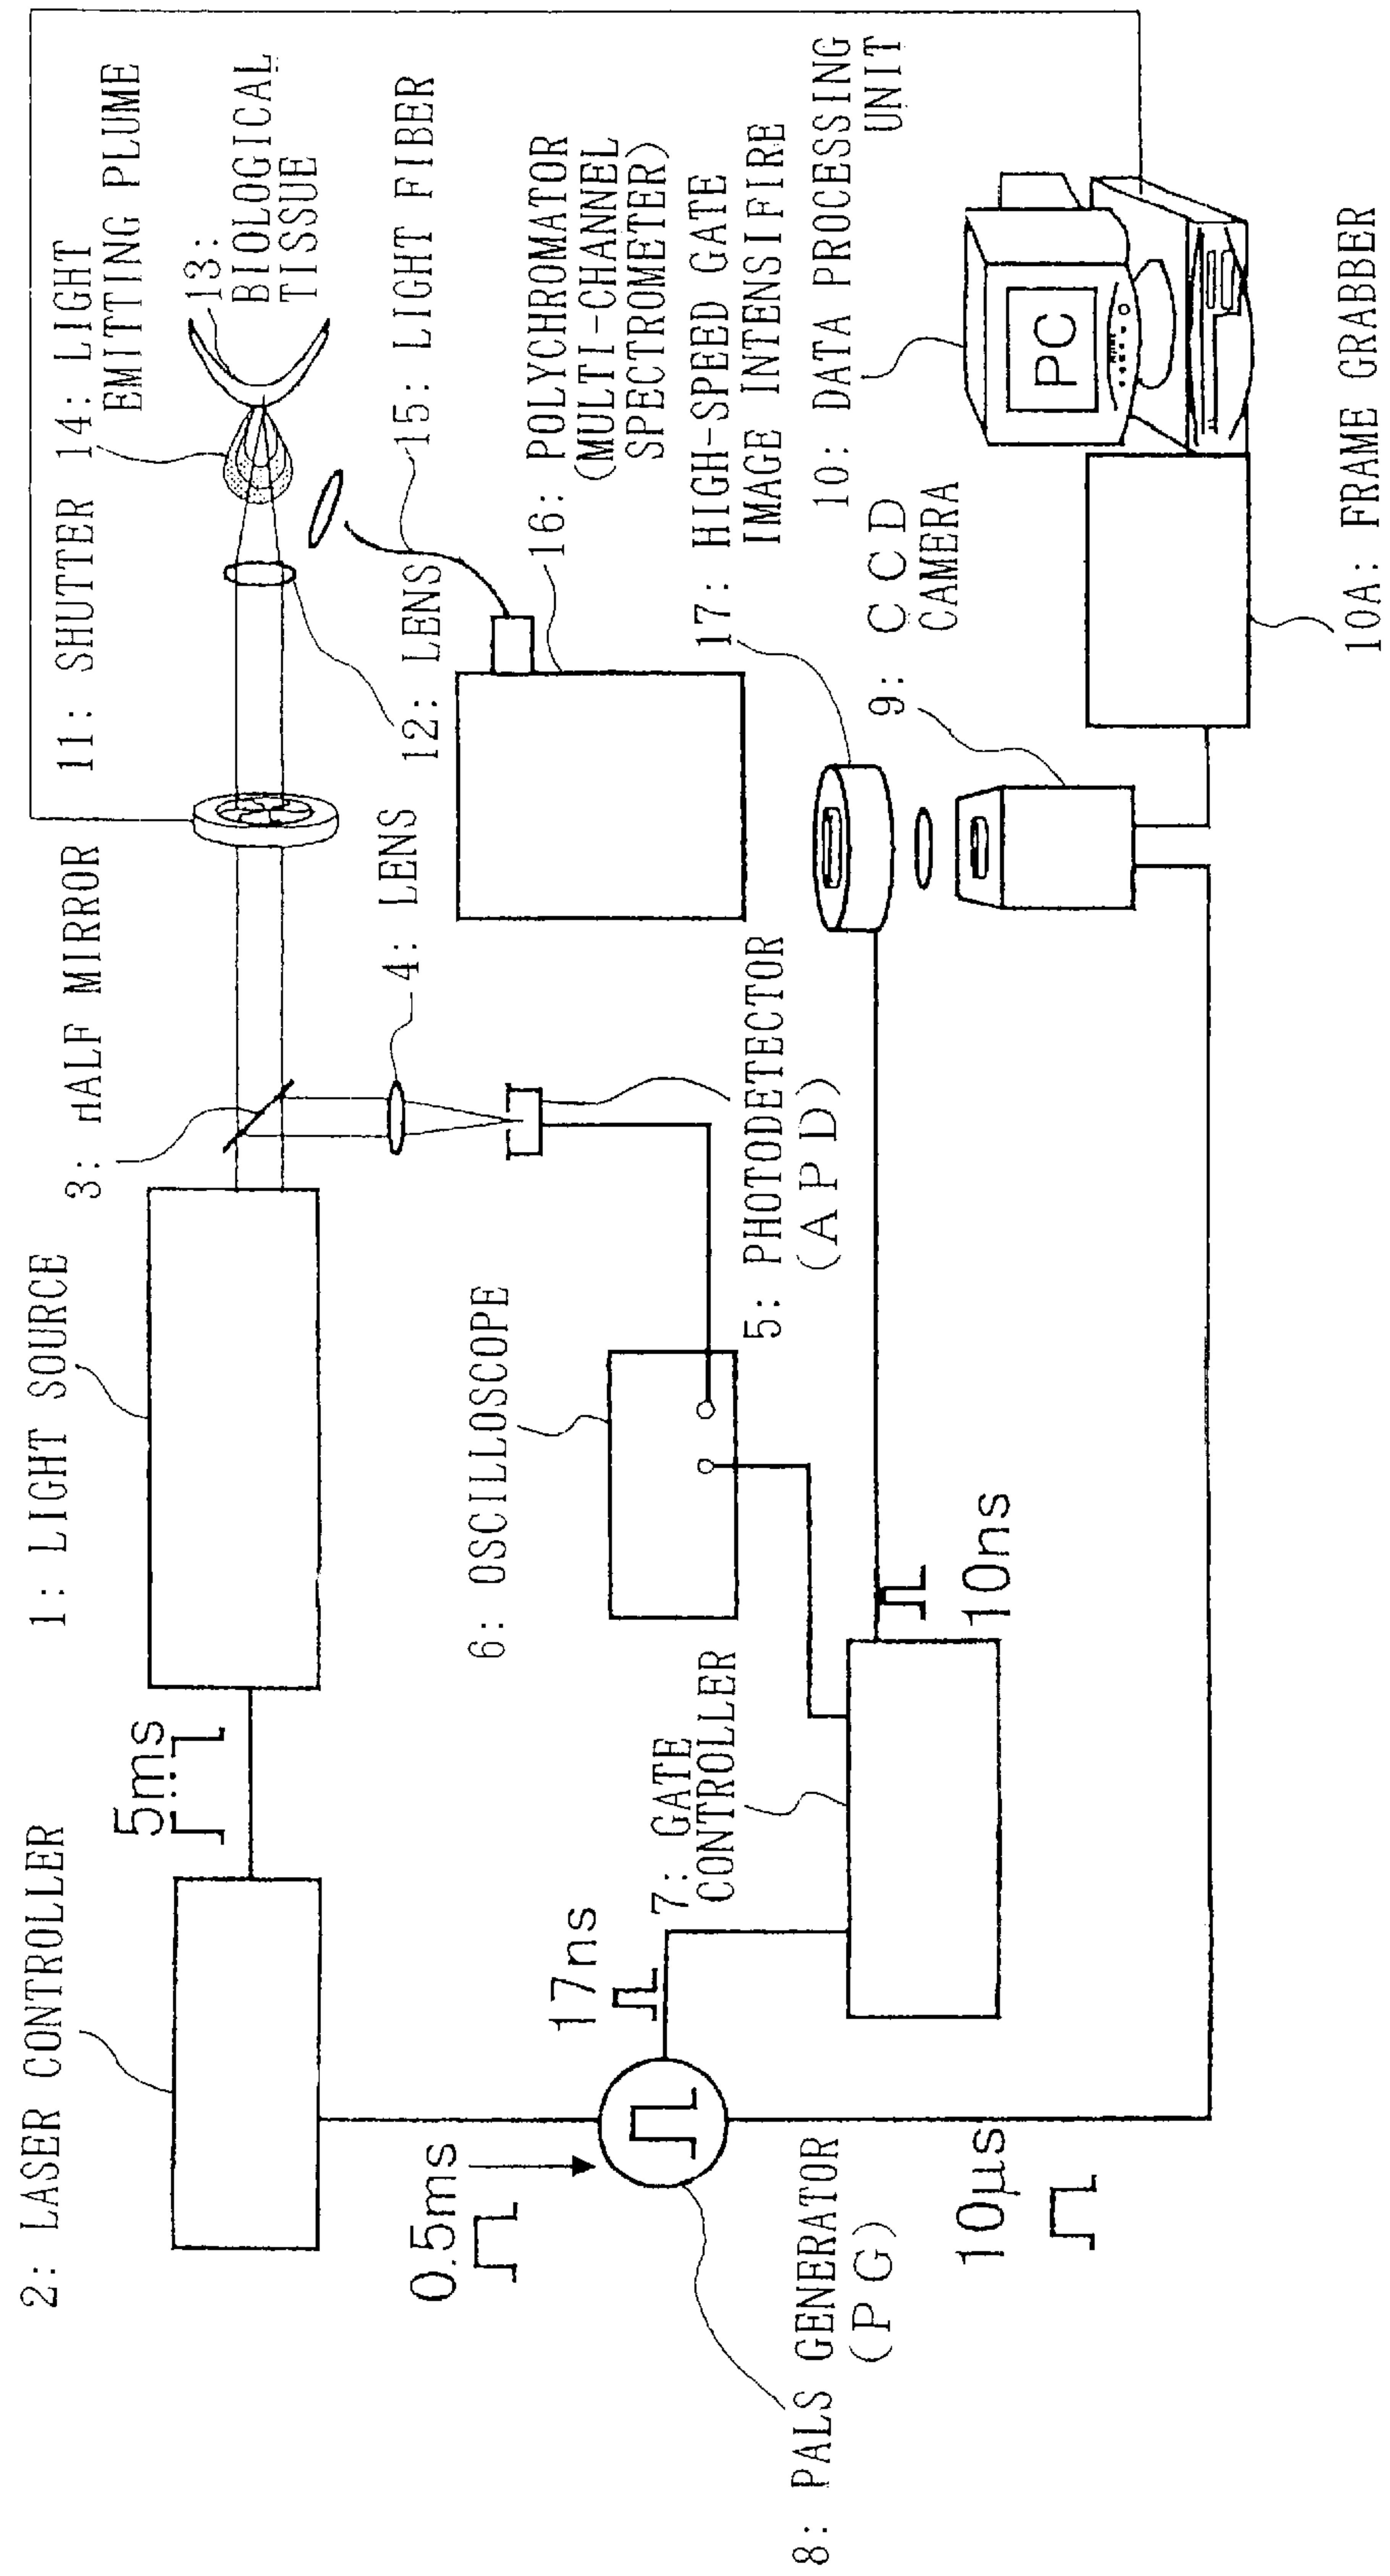 2: LASER CONTROLLER
5ms
1: LIGHT SOURCE
3: HALF MIRROR
11: SHUTTER
14: LIGHT
EMITTING PLUME
13:
BIOLOGICAL
TISSUE
12: LENS
15: LIGHT FIBER
4: LENS
16: POLYCHROMATOR
(MULTI-CHANNEL
SPECTROMETER)
0.5ms
17ns
6: OSCILLOSCOPE
5: PHOTODETECTOR
(APD)
17: HIGH-SPEED GATE
IMAGE INTENSIFIRE
7: GATE
CONTROLLER
10ns
9: CCD
CAMERA
10: DATA PROCESSING
UNIT
PC
8: PALS GENERATOR
(PG)
10µs
10A: FRAME GRABBER